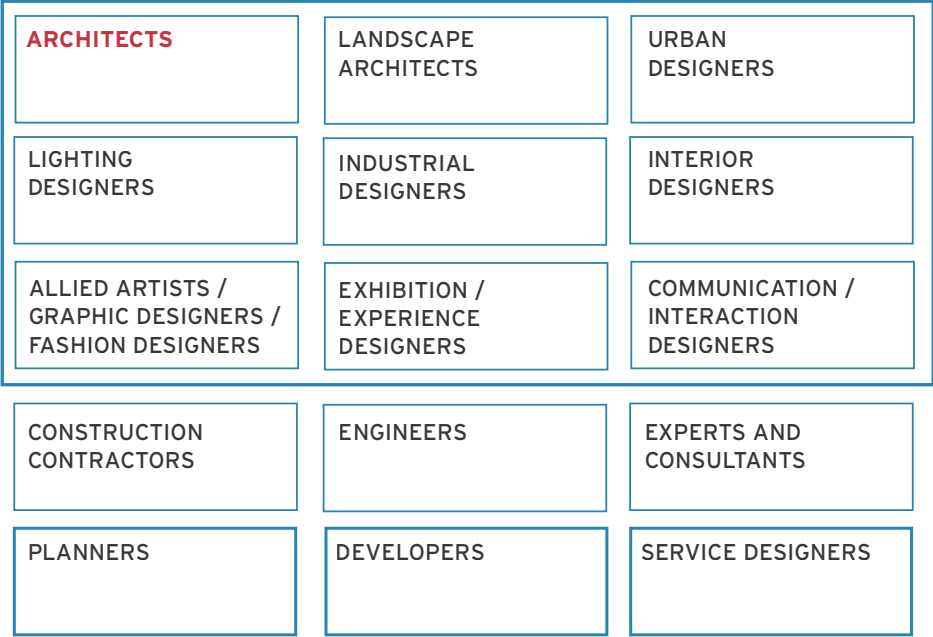 ARCHITECTS
LANDSCAPE
ARCHITECTS
URBAN
DESIGNERS
LIGHTING
DESIGNERS
INDUSTRIAL
DESIGNERS
INTERIOR
DESIGNERS
ALLIED ARTISTS /
GRAPHIC DESIGNERS /
FASHION DESIGNERS
EXHIBITION /
EXPERIENCE
DESIGNERS
COMMUNICATION /
INTERACTION
DESIGNERS
CONSTRUCTION
CONTRACTORS
ENGINEERS
EXPERTS AND
CONSULTANTS
PLANNERS
DEVELOPERS
SERVICE DESIGNERS